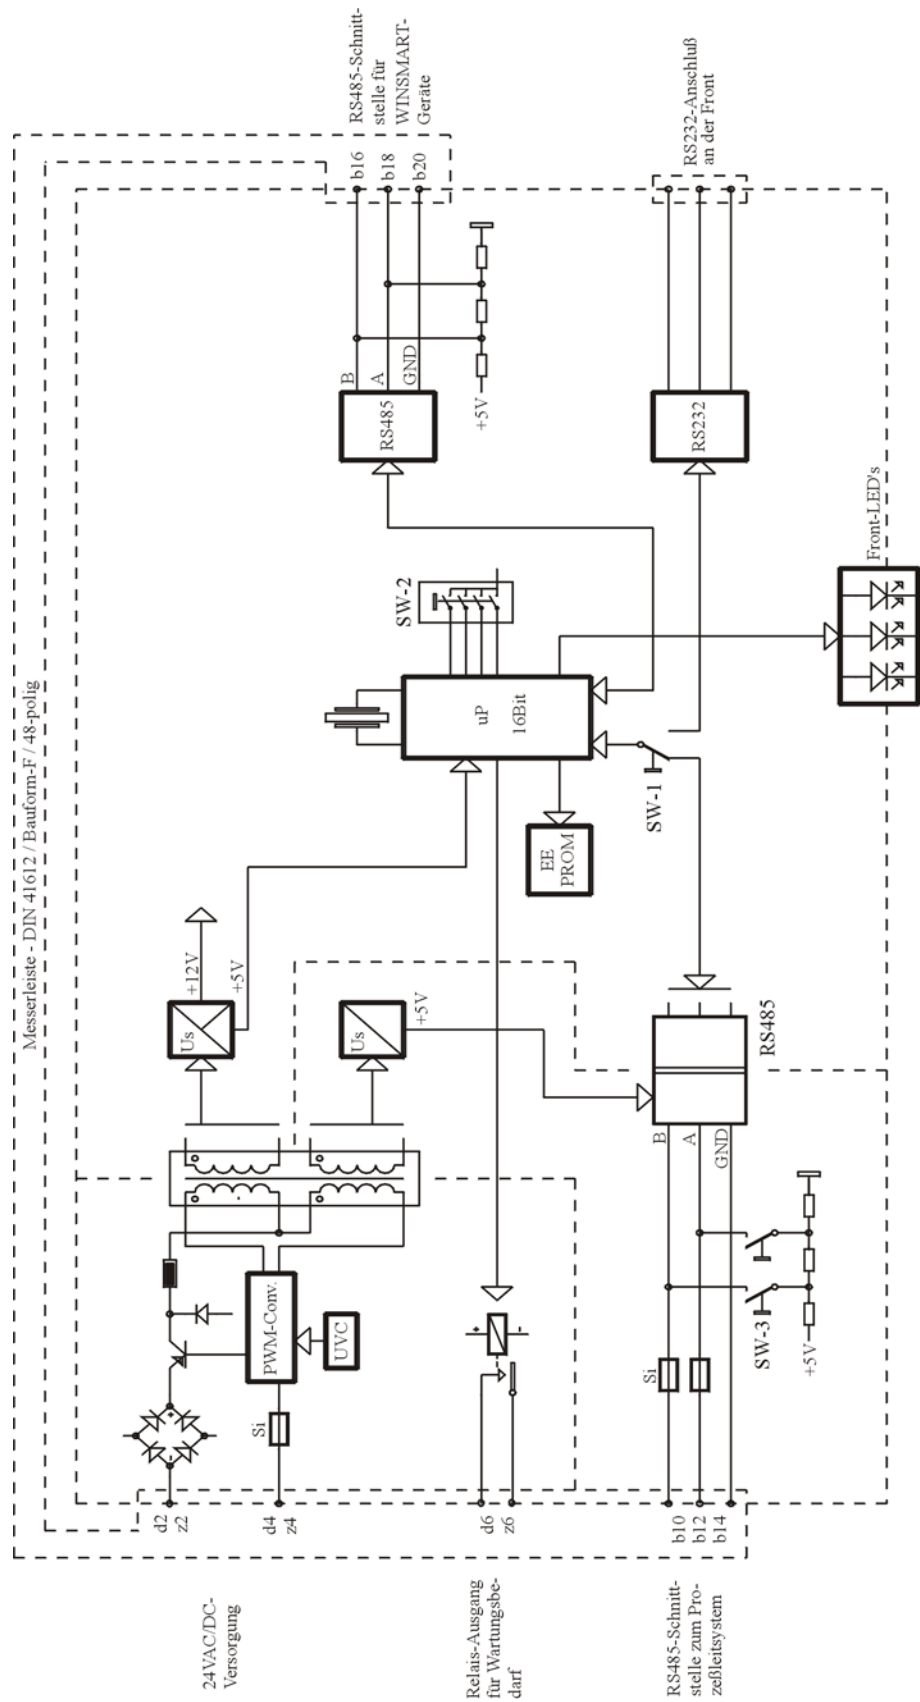 Messerleiste - DIN 41612 / Bauform-F / 48-polig
24VAC/DC-
Versorgung
d2
z2
d4
z4
Si
PWM-Conv.
UVC
+
-
Us
+12V
+5V
Us
+5V
Relais-Ausgang
für Wartungsbe-
darf
d6
z6
+
-
uP
16Bit
SW-2
EE
PROM
SW-1
RS485-Schnitt-
stelle zum Pro-
zeßleitsystem
b10
b12
b14
Si
SW-3
+5V
B
A
GND
RS485
RS485
B
A
GND
+5V
b16
b18
b20
RS485-Schnitt-
stelle für
WINSMART-
Geräte
RS232
RS232-Anschluß
an der Front
Front-LED's